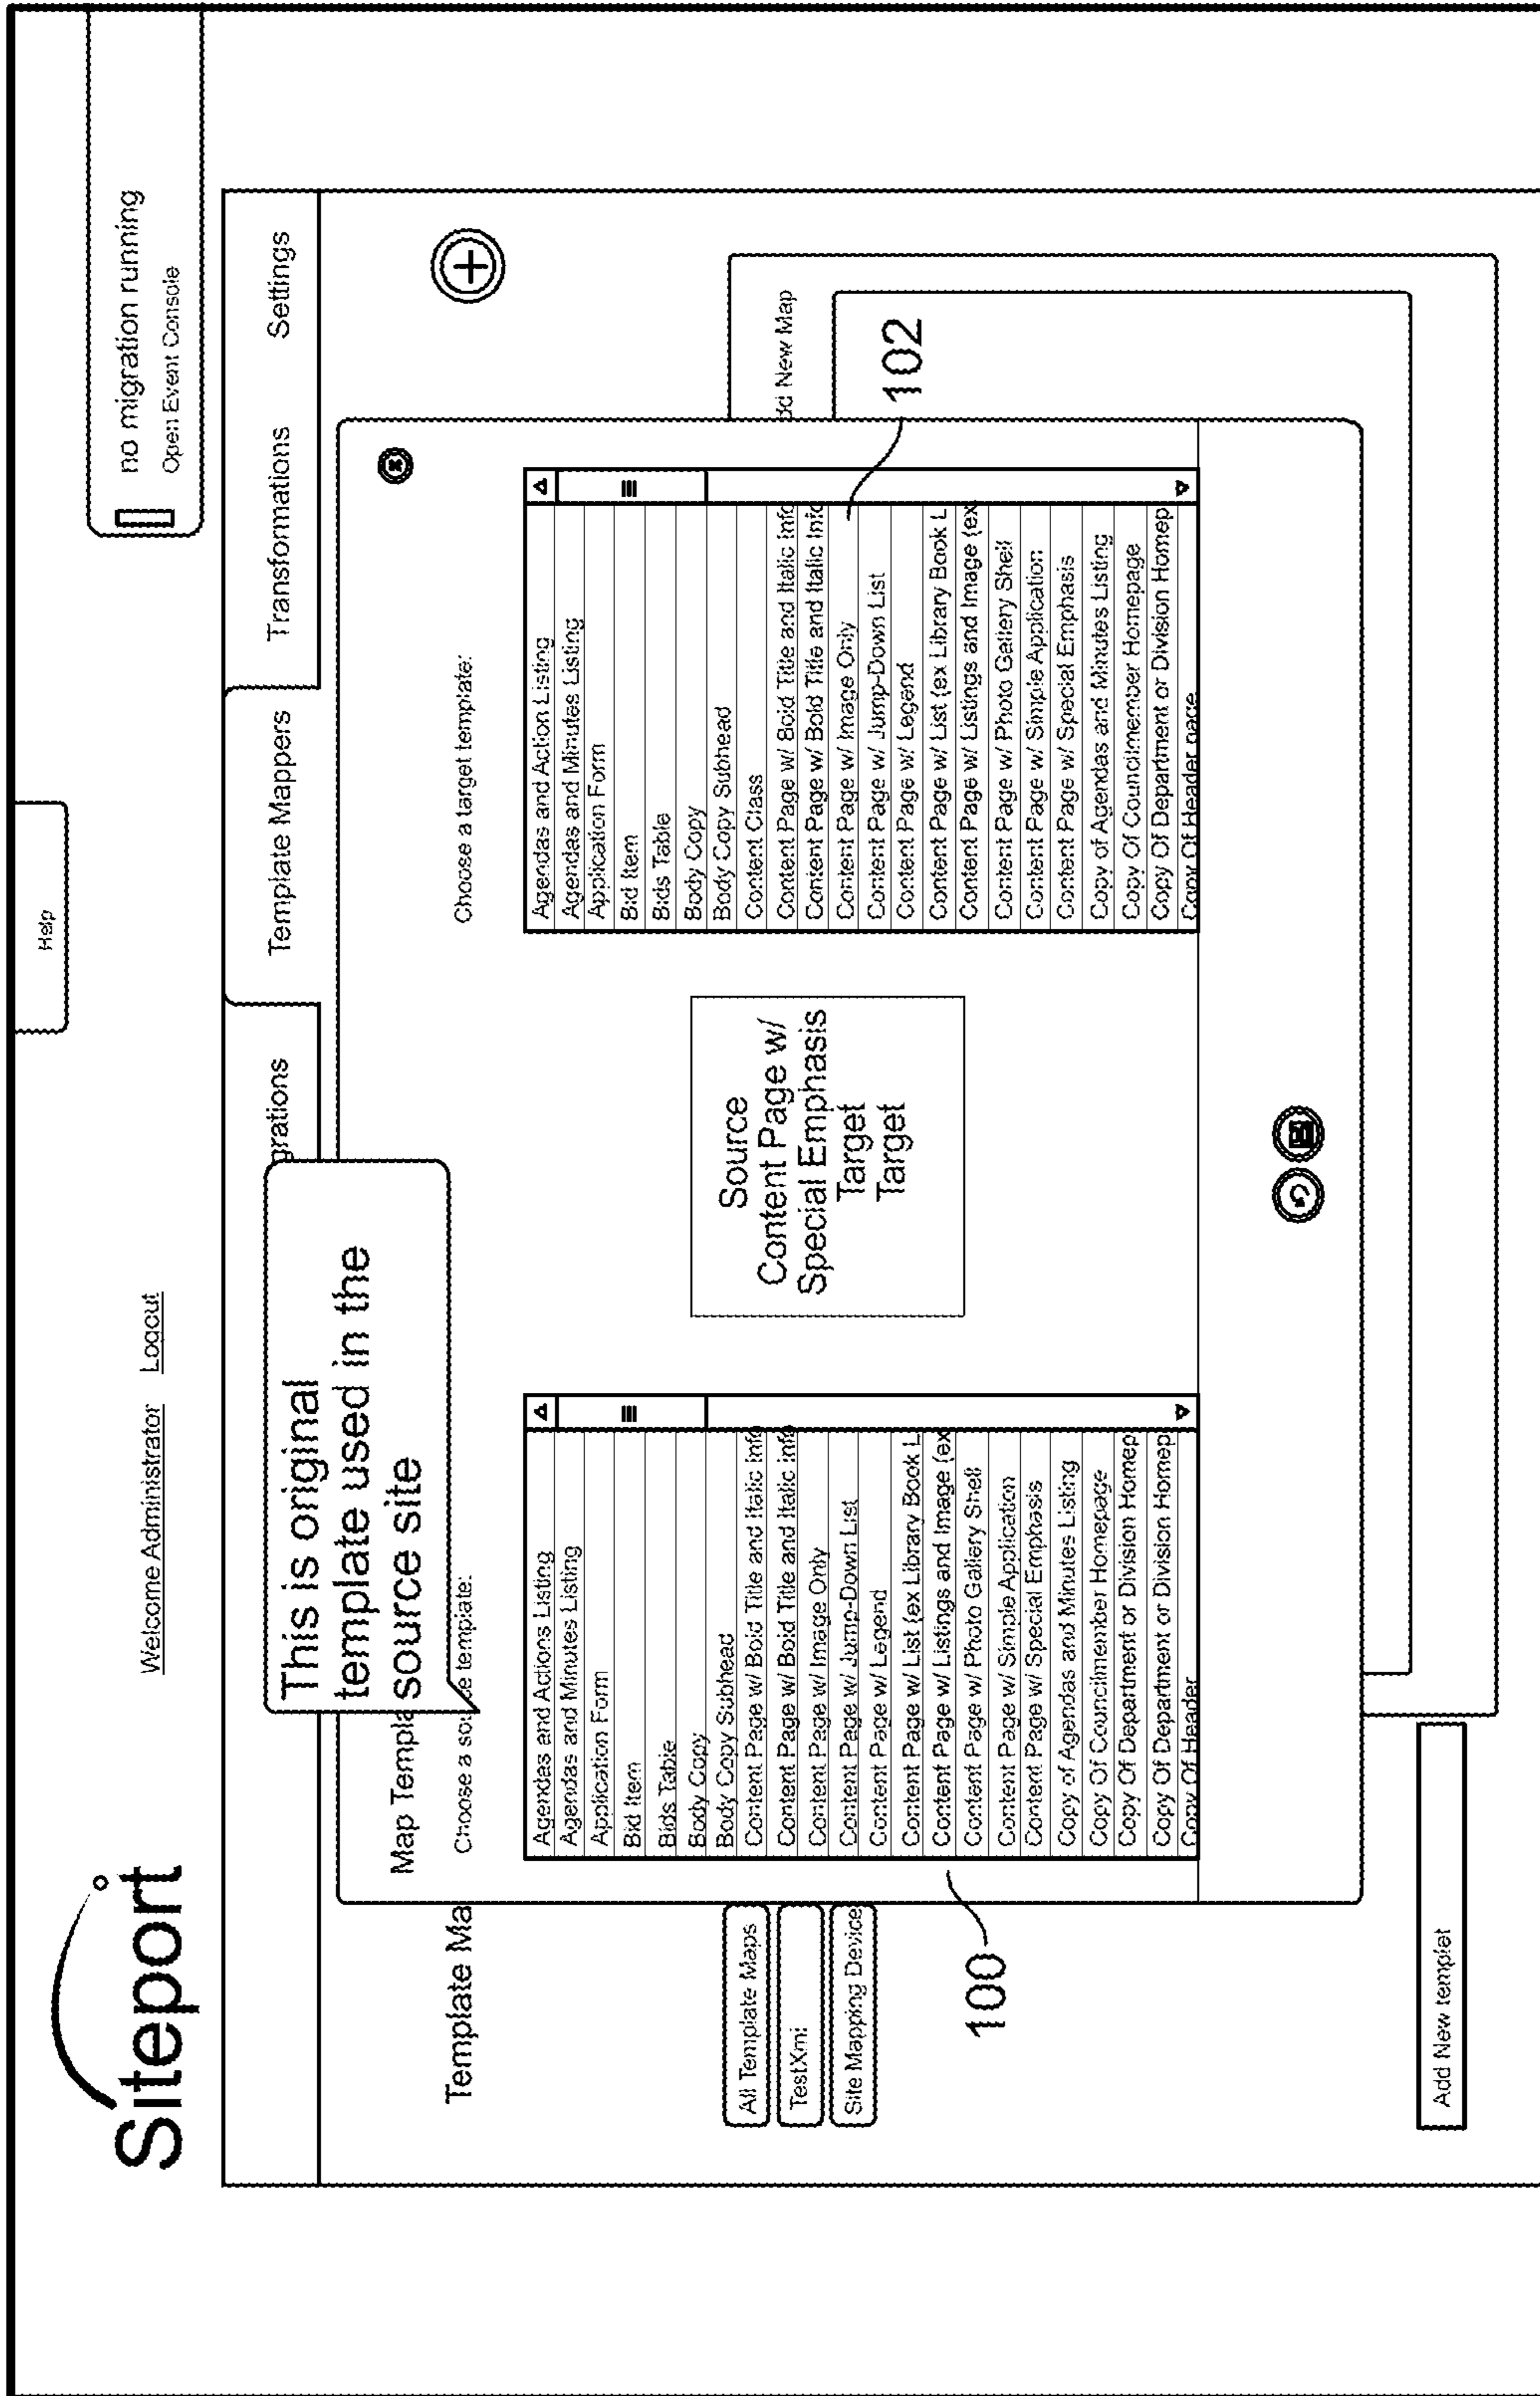 Help
Siteport
Welcome Administrator Logout
no migration running
Open Event Console
grations
Template Mappers
Transformations
Settings
This is original
template used in the
source site
Template Ma
Map Templa
Choose a source template:
Choose a target template:
Agendas and Actions Listing
Agendas and Minutes Listing
Application Form
Bid Item
Bids Table
Body Copy
Body Copy Subhead
Content Page w/ Bold Title and Italic Info
Content Page w/ Bold Title and Italic Info
Content Page w/ Image Only
Content Page w/ Jump-Down List
Content Page w/ Legend
Content Page w/ List (ex Library Book L
Content Page w/ Listings and Image (ex
Content Page w/ Photo Gallery Shell
Content Page w/ Simple Application
Content Page w/ Special Emphasis
Copy of Agendas and Minutes Listing
Copy Of Councilmember Homepage
Copy Of Department or Division Homep
Copy Of Department or Division Homep
Copy Of Header
100
Source
Content Page w/
Special Emphasis
Target
Target
Agendas and Action Listing
Agendas and Minutes Listing
Application Form
Bid Item
Bids Table
Body Copy
Body Copy Subhead
Content Class
Content Page w/ Bold Title and Italic Info
Content Page w/ Bold Title and Italic Info
Content Page w/ Image Only
Content Page w/ Jump-Down List
Content Page w/ Legend
Content Page w/ List (ex Library Book L
Content Page w/ Listings and Image (ex
Content Page w/ Photo Gallery Shell
Content Page w/ Simple Application
Content Page w/ Special Emphasis
Copy of Agendas and Minutes Listing
Copy Of Councilmember Homepage
Copy Of Department or Division Homep
Copy Of Header page
102
dd New Map
All Template Maps
TestXml
Site Mapping Device
Add New templet